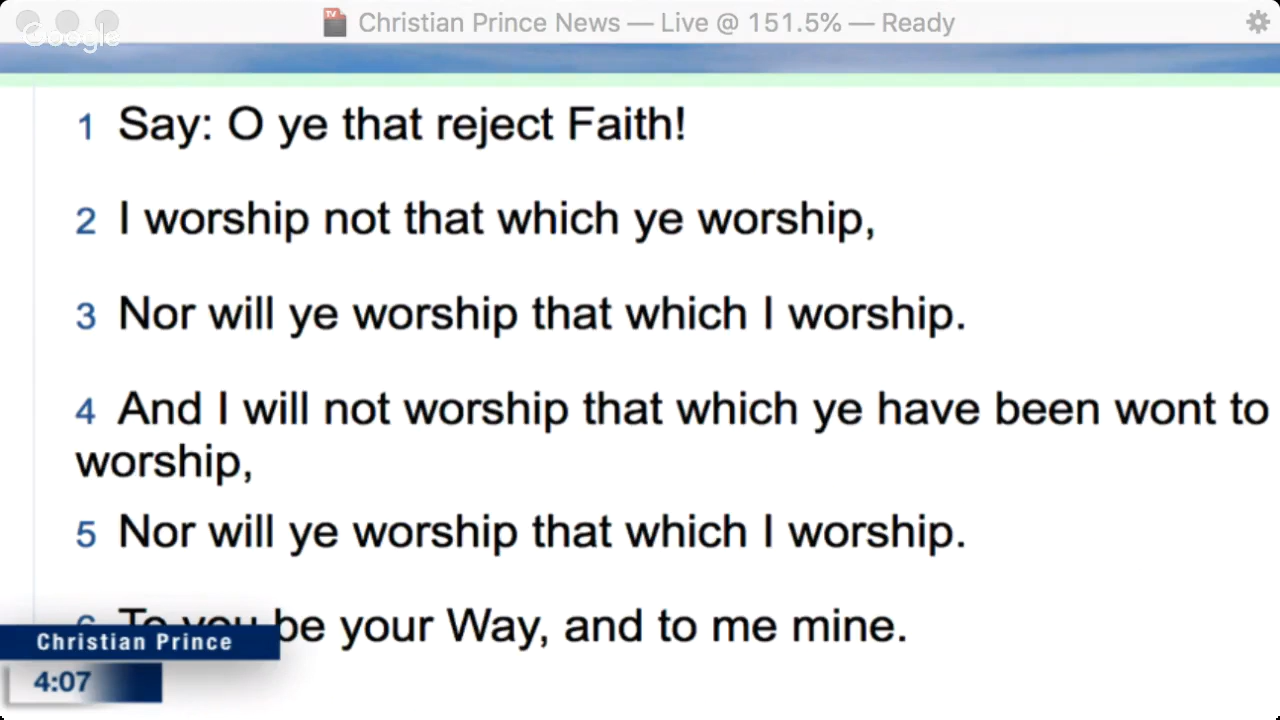 Google
Christian Prince News — Live @ 151.5% — Ready
1 Say: O ye that reject Faith!
2 I worship not that which ye worship,
3 Nor will ye worship that which I worship.
4 And I will not worship that which ye have been wont to
worship,
5 Nor will ye worship that which I worship.
6 To you be your Way, and to me mine.
Christian Prince
4:07